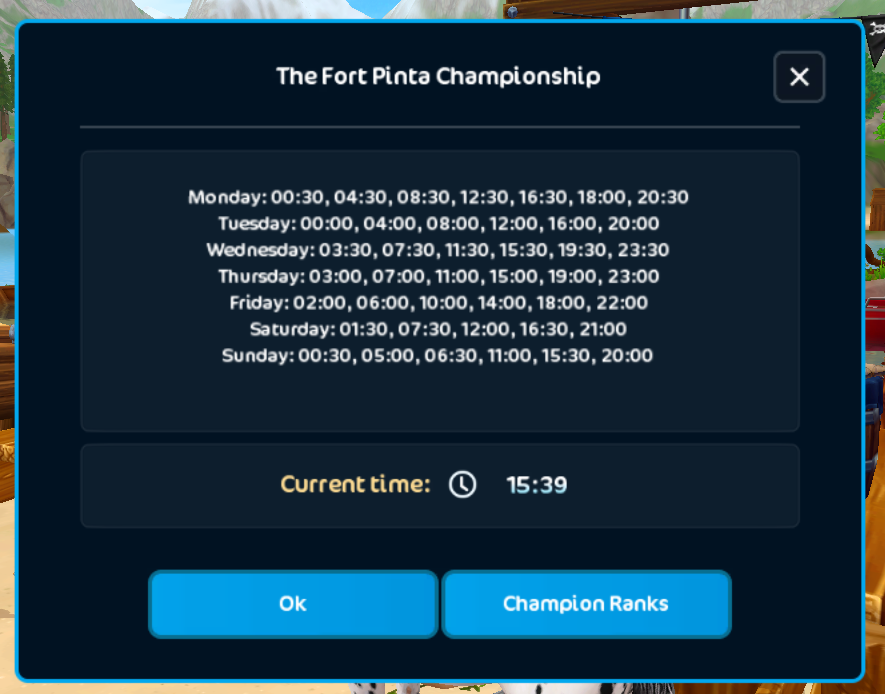 The Fort Pinta Championship
Monday: 00:30, 04:30, 08:30, 12:30, 16:30, 18:00, 20:30
Tuesday: 00:00, 04:00, 08:00, 12:00, 16:00, 20:00
Wednesday: 03:30, 07:30, 11:30, 15:30, 19:30, 23:30
Thursday: 03:00, 07:00, 11:00, 15:00, 19:00, 23:00
Friday: 02:00, 06:00, 10:00, 14:00, 18:00, 22:00
Saturday: 01:30, 07:30, 12:00, 16:30, 21:00
Sunday: 00:30, 05:00, 06:30, 11:00, 15:30, 20:00
Current time: 15:39
Ok
Champion Ranks